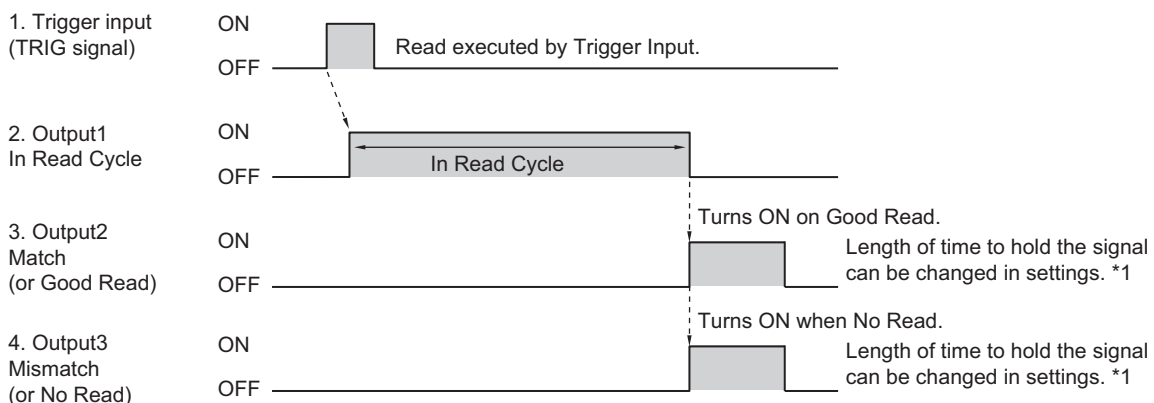 1. Trigger input
(TRIG signal)
ON
OFF
Read executed by Trigger Input.
2. Output1
In Read Cycle
ON
OFF
In Read Cycle
3. Output2
Match
(or Good Read)
ON
OFF
Turns ON on Good Read.
Length of time to hold the signal
can be changed in settings. *1
4. Output3
Mismatch
(or No Read)
ON
OFF
Turns ON when No Read.
Length of time to hold the signal
can be changed in settings. *1